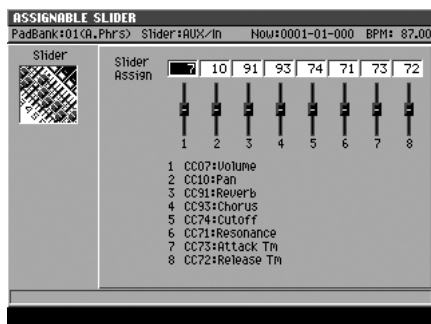 ASSIGNABLE SLIDER
PadBank:01(A.Phrs) Slider:AUX/In Now:0001-01-000 BPM: 87.00
Slider
Slider Assign 7 10 91 93 74 71 73 72
1 2 3 4 5 6 7 8
1 CC07:Volume
2 CC10:Pan
3 CC91:Reverb
4 CC93:Chorus
5 CC74:Cutoff
6 CC71:Resonance
7 CC73:Attack Tm
8 CC72:Release Tm